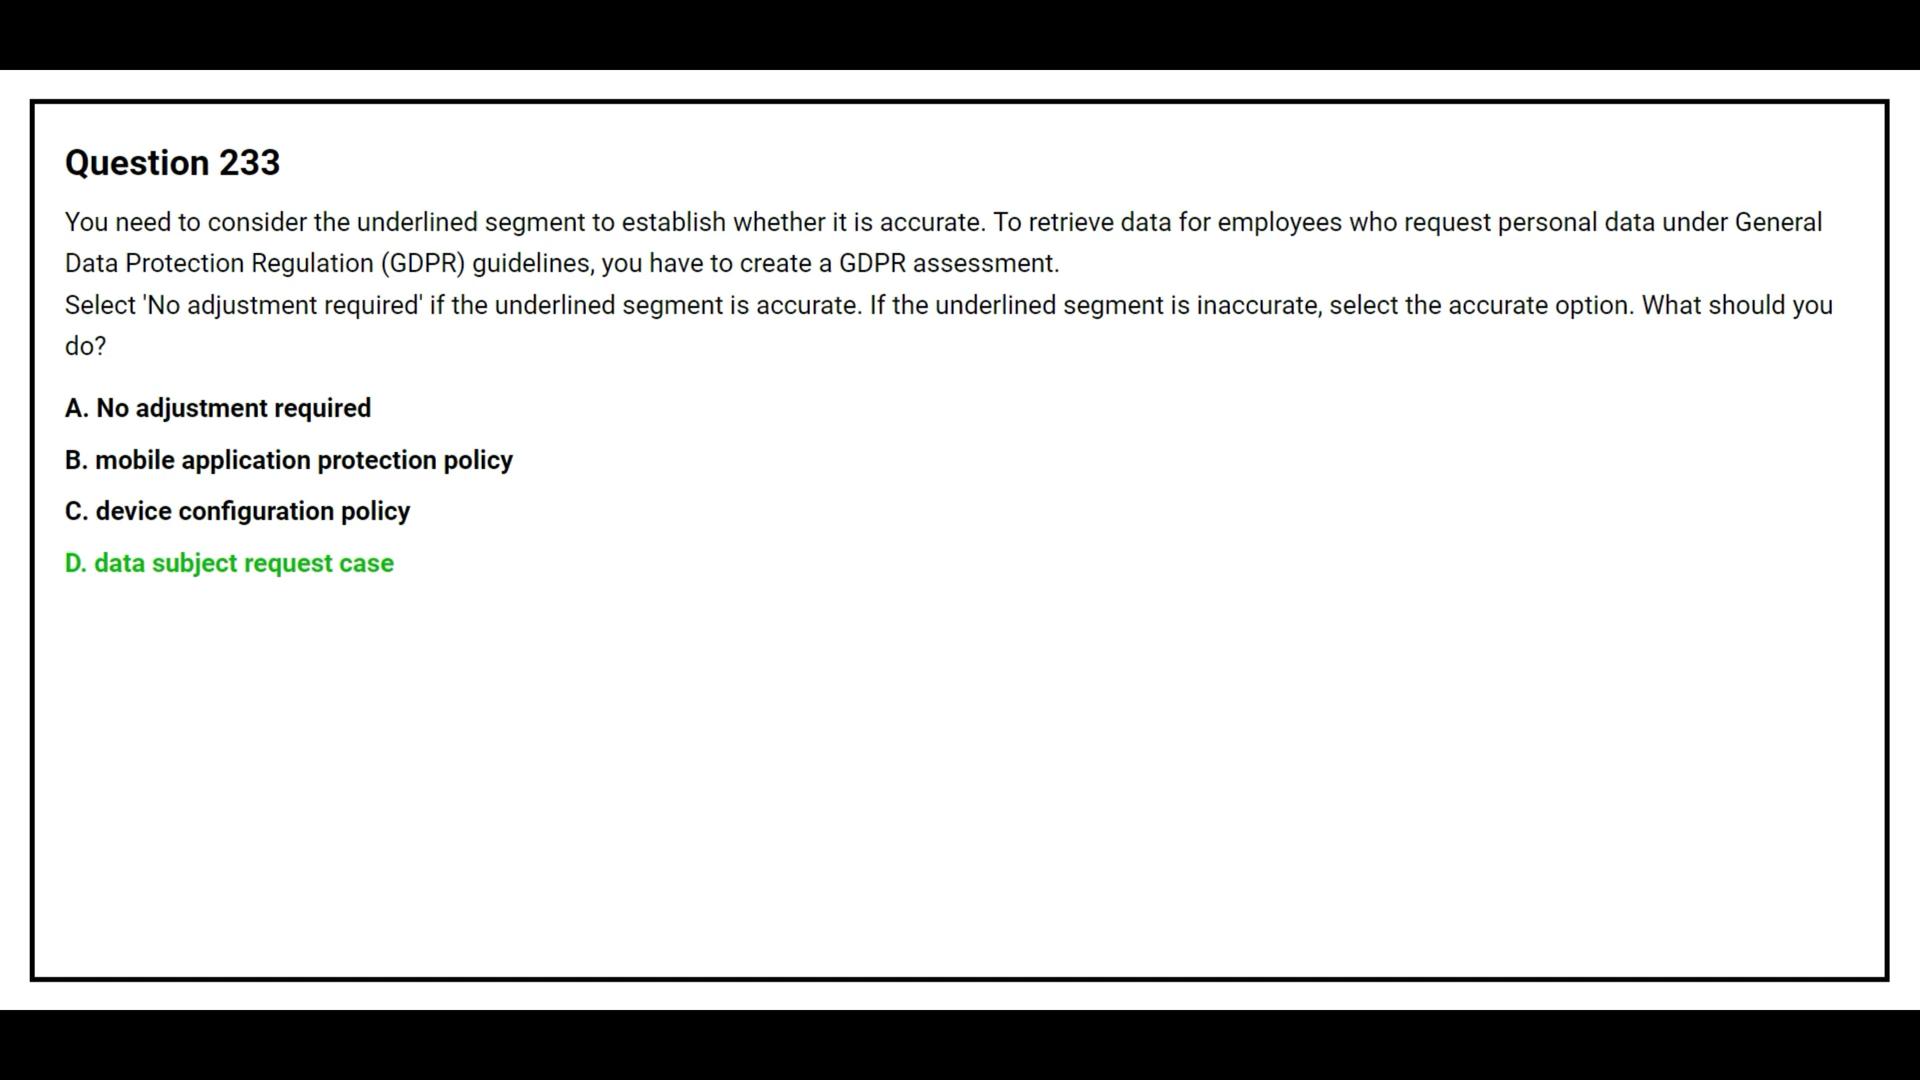 Question 233
You need to consider the underlined segment to establish whether it is accurate. To retrieve data for employees who request personal data under General
Data Protection Regulation (GDPR) guidelines, you have to create a GDPR assessment.
Select 'No adjustment required' if the underlined segment is accurate. If the underlined segment is inaccurate, select the accurate option. What should you
do?
A. No adjustment required
B. mobile application protection policy
C. device configuration policy
D. data subject request case